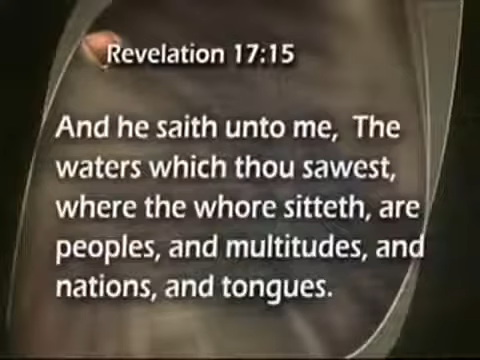 Revelation 17:15
And he saith unto me, The
waters which thou sawest,
where the whore sitteth, are
peoples, and multitudes, and
nations, and tongues.